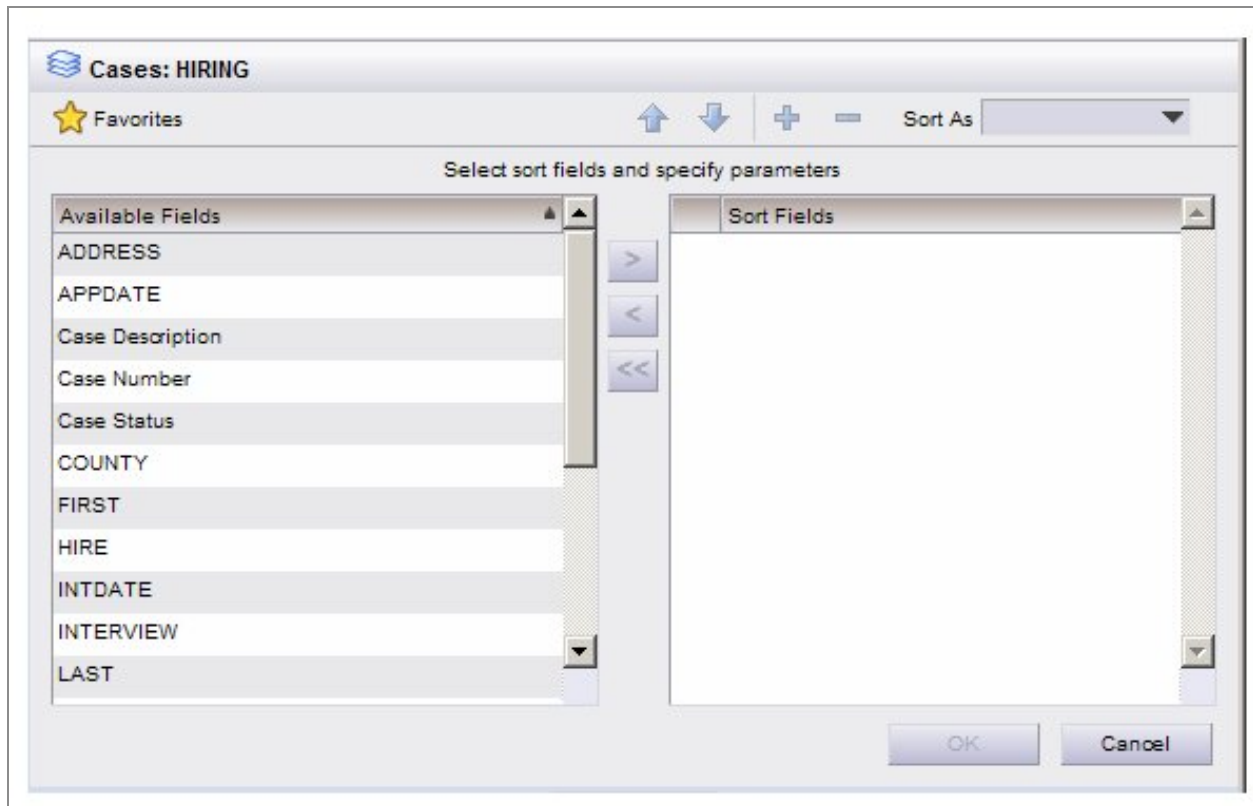 Cases: HIRING
Favorites
Sort As
Select sort fields and specify parameters
Available Fields
Sort Fields
ADDRESS
APPDATE
Case Description
Case Number
Case Status
COUNTY
FIRST
HIRE
INTDATE
INTERVIEW
LAST
>
<
<<
OK
Cancel